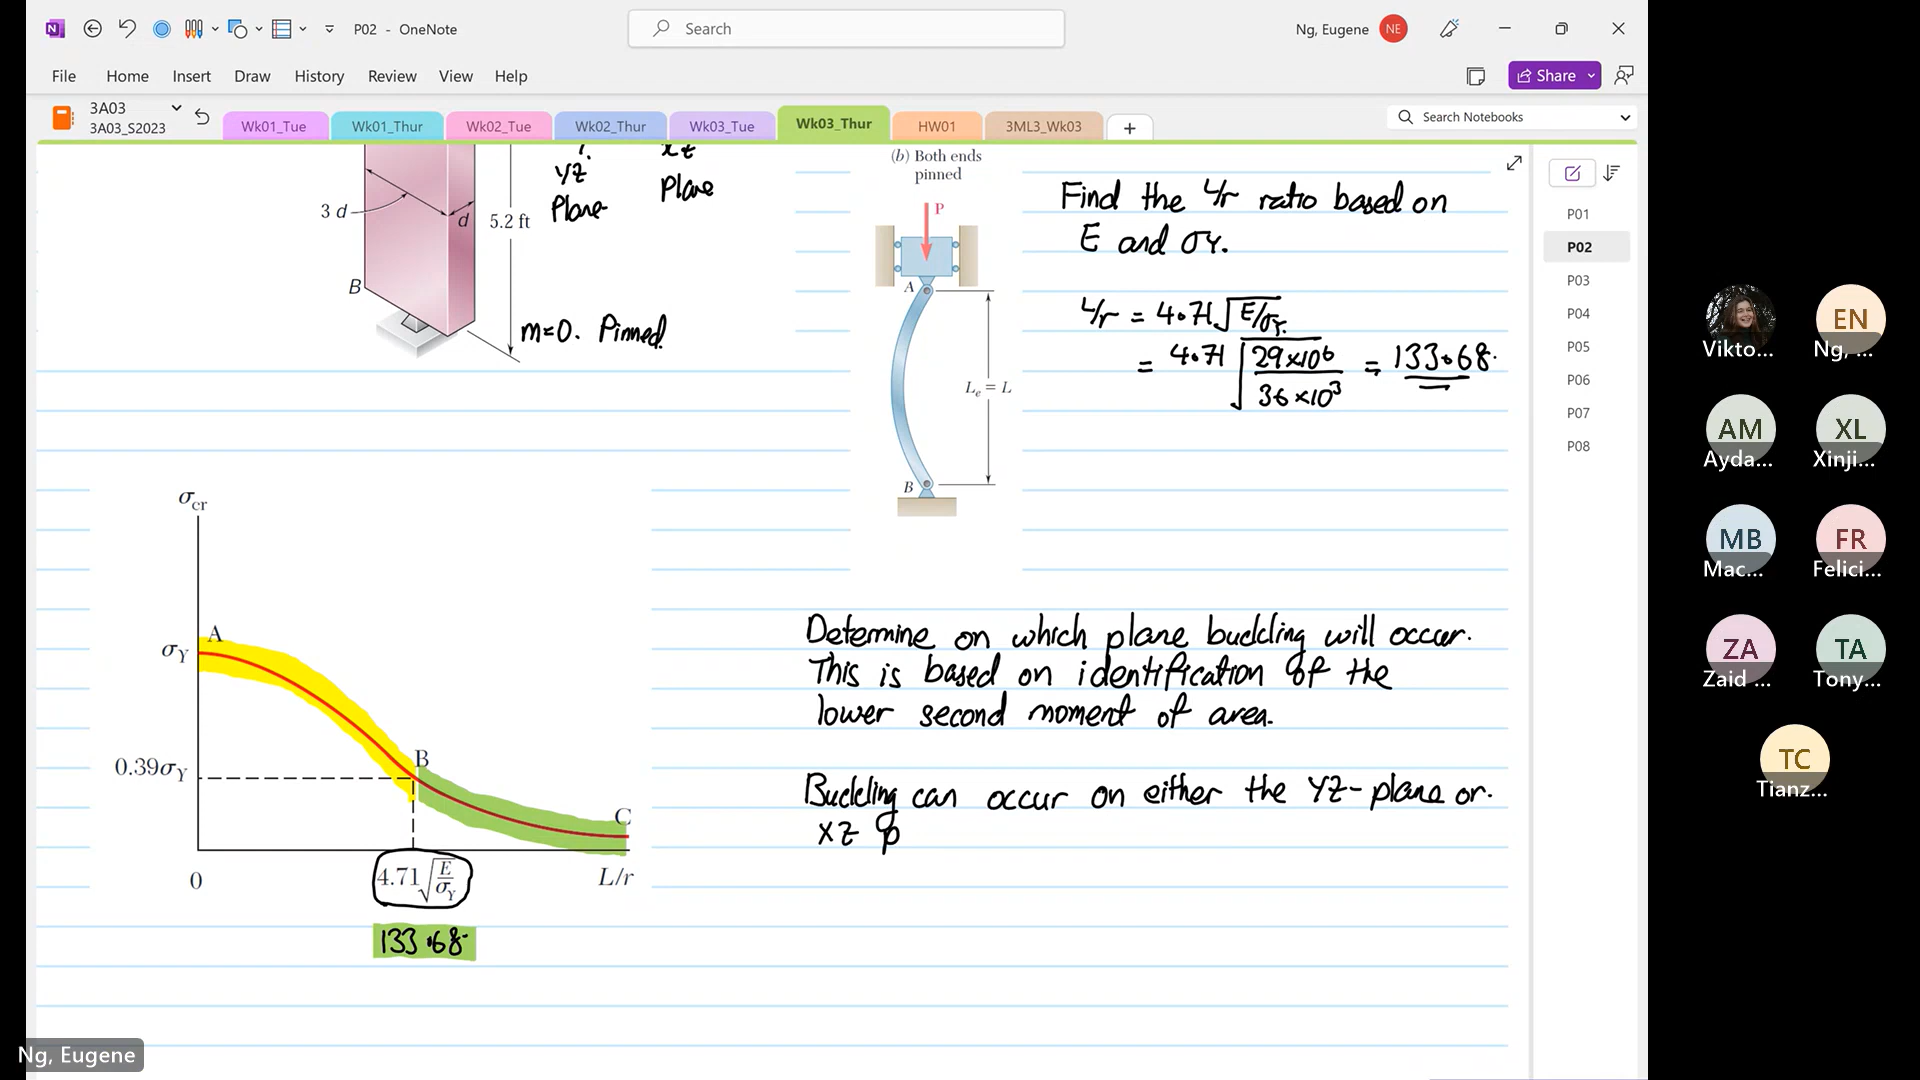 P02 - OneNote
Search
Ng, Eugene
NE
File Home Insert Draw History Review View Help
Share
3A03
3A03_S2023
Wk01_Tue
Wk01_Thur
Wk02_Tue
Wk02_Thur
Wk03_Tue
Wk03_Thur
HW01
3ML3_Wk03
Search Notebooks
YZ
Plane
xz
Plane
3 d
d
5.2 ft
B
m=0. Pinned.
(b) Both ends
pinned
P
A
Lₑ = L
B
Find the L/r ratio based on
E and σY.
L/r = 4.71√E/σY
= 4.71 √29×10⁶/36×10³ = 133.68.
σcr
A
σY
B
0.39σY
C
0
4.71√E/σY
L/r
133.68
Determine on which plane buckling will occur.
This is based on identification of the
lower second moment of area.
Buckling can occur on either the YZ-plane or
XZ p
P01
P02
P03
P04
P05
P06
P07
P08
Vikto...
EN
Ng, ...
AM
Ayda...
XL
Xinji...
MB
Mac...
FR
Felici...
ZA
Zaid ...
TA
Tony...
TC
Tianz...
Ng, Eugene